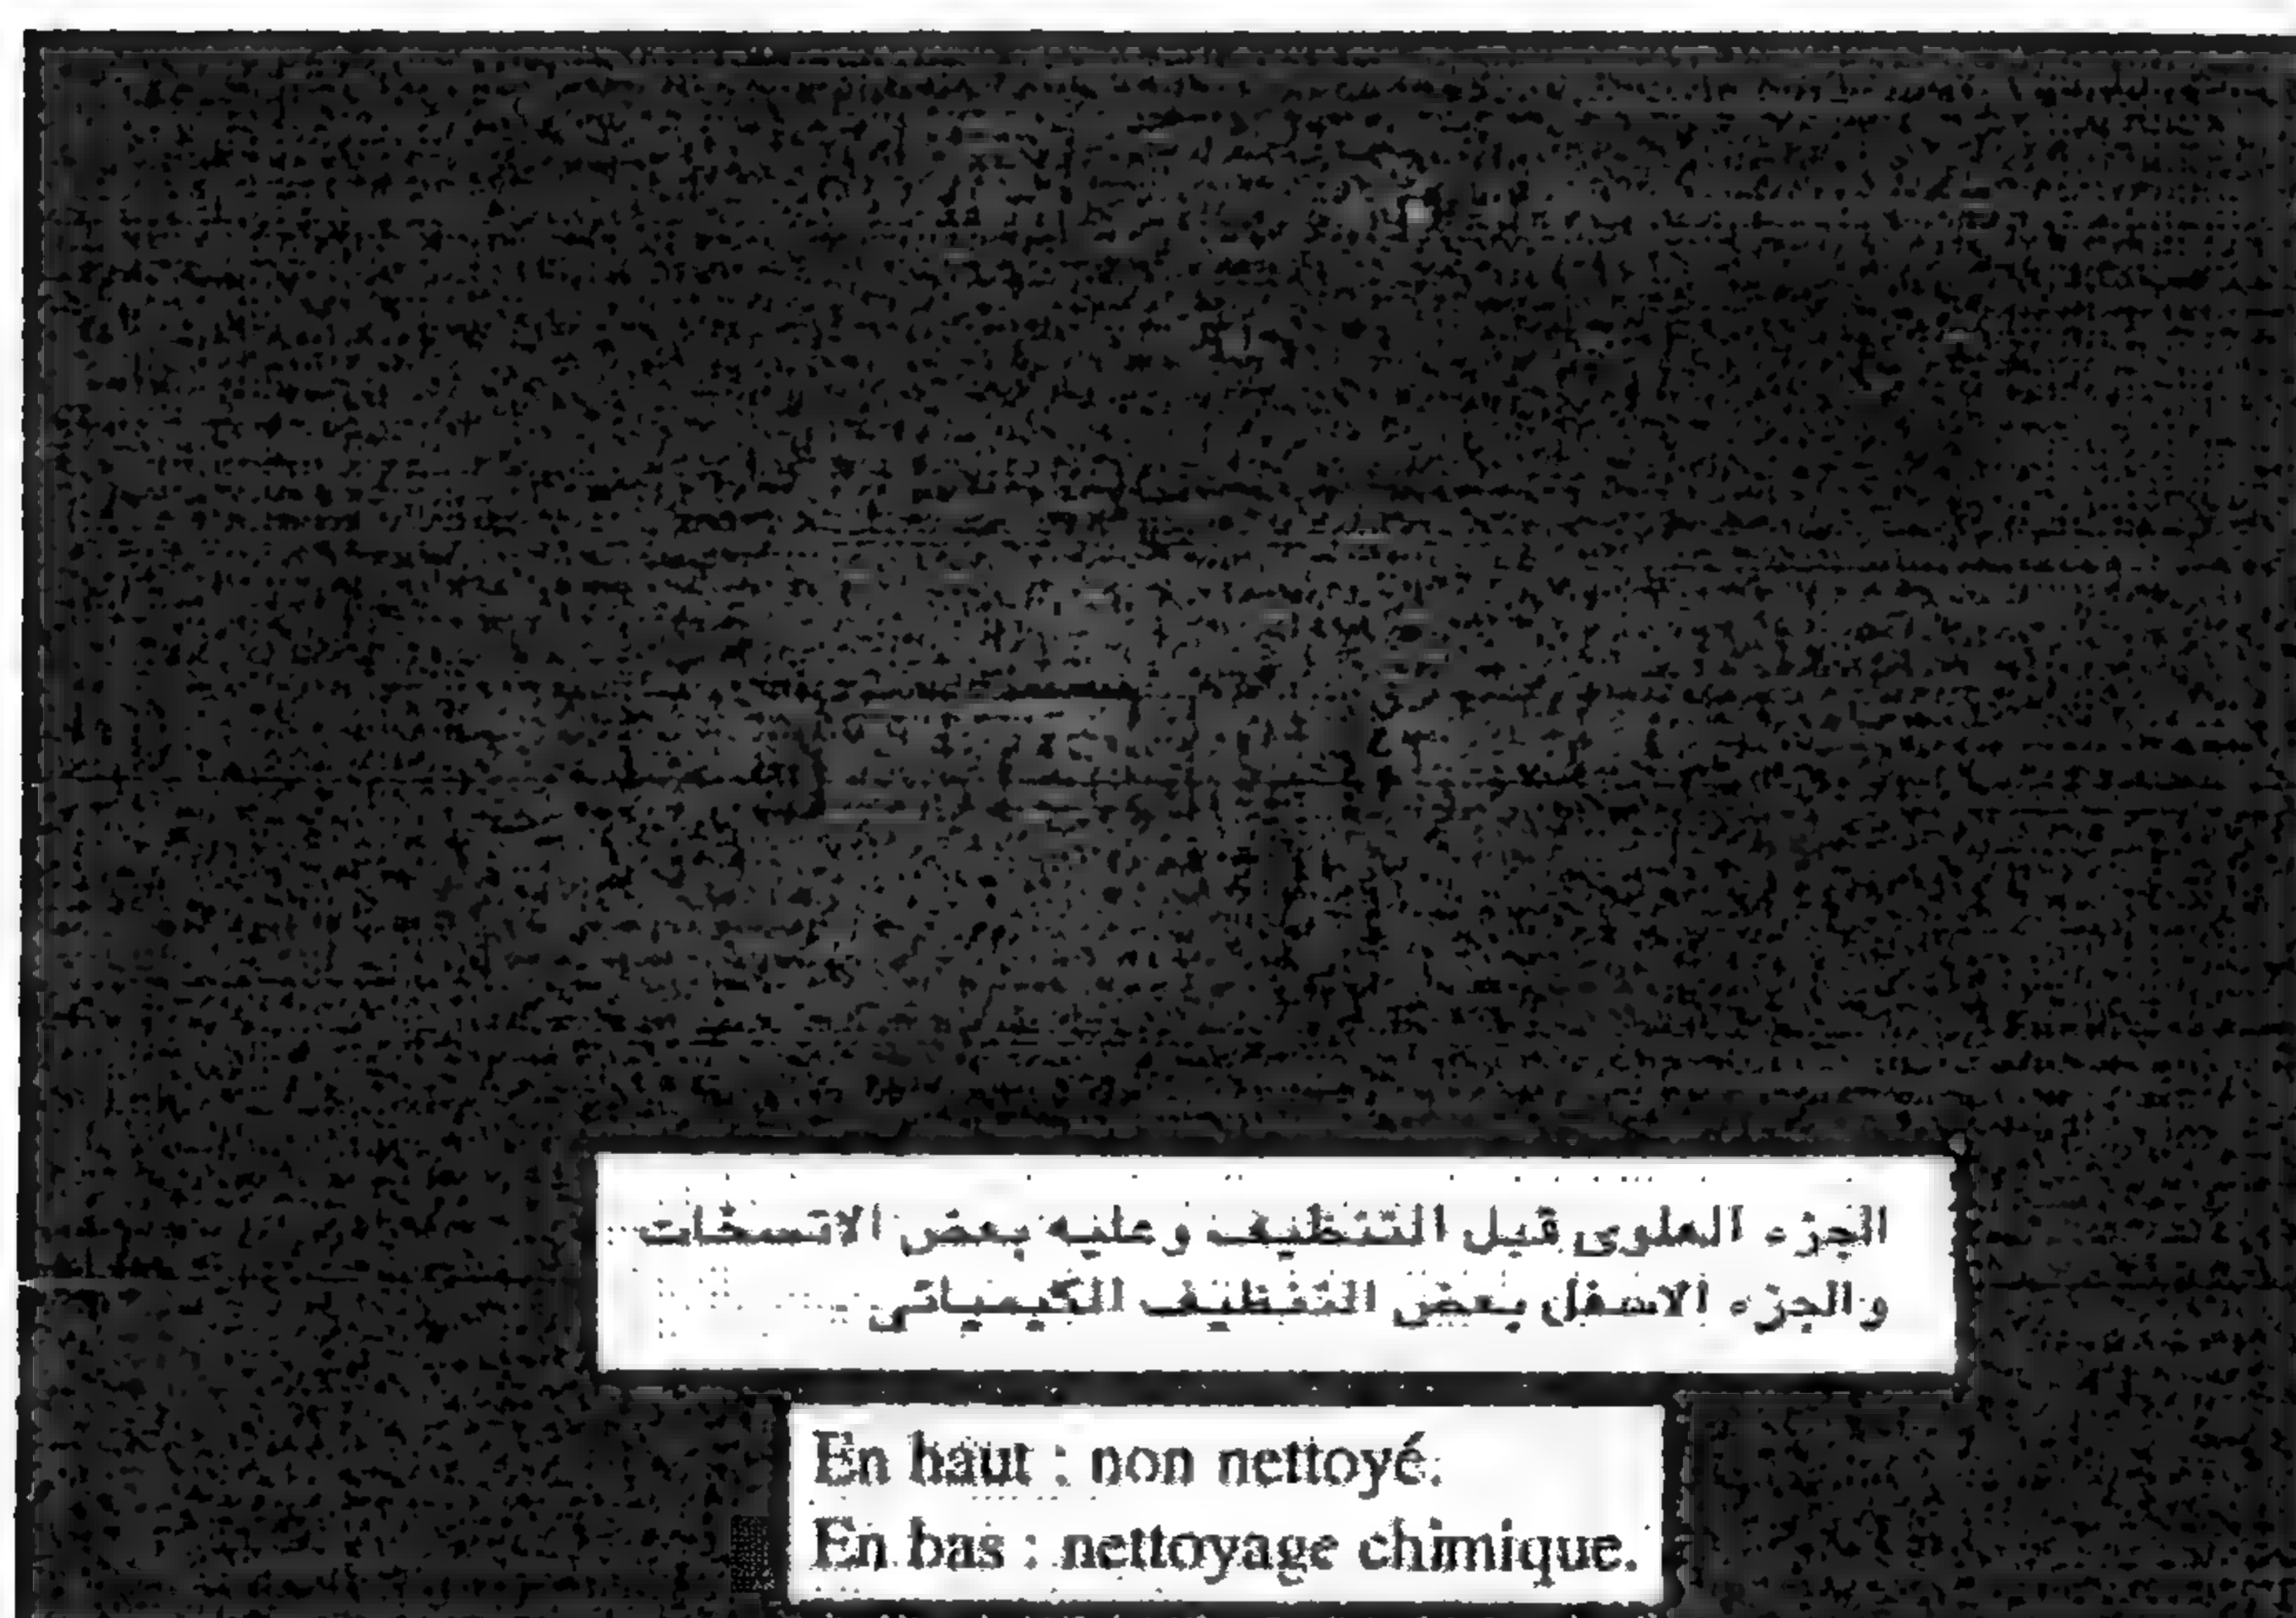 الجزء العلوى قبل التنظيف وعليه بعض الاتسخات
والجزء الاسفل بعض التنظيف الكيميائى
En haut : non nettoyé.
En bas : nettoyage chimique.